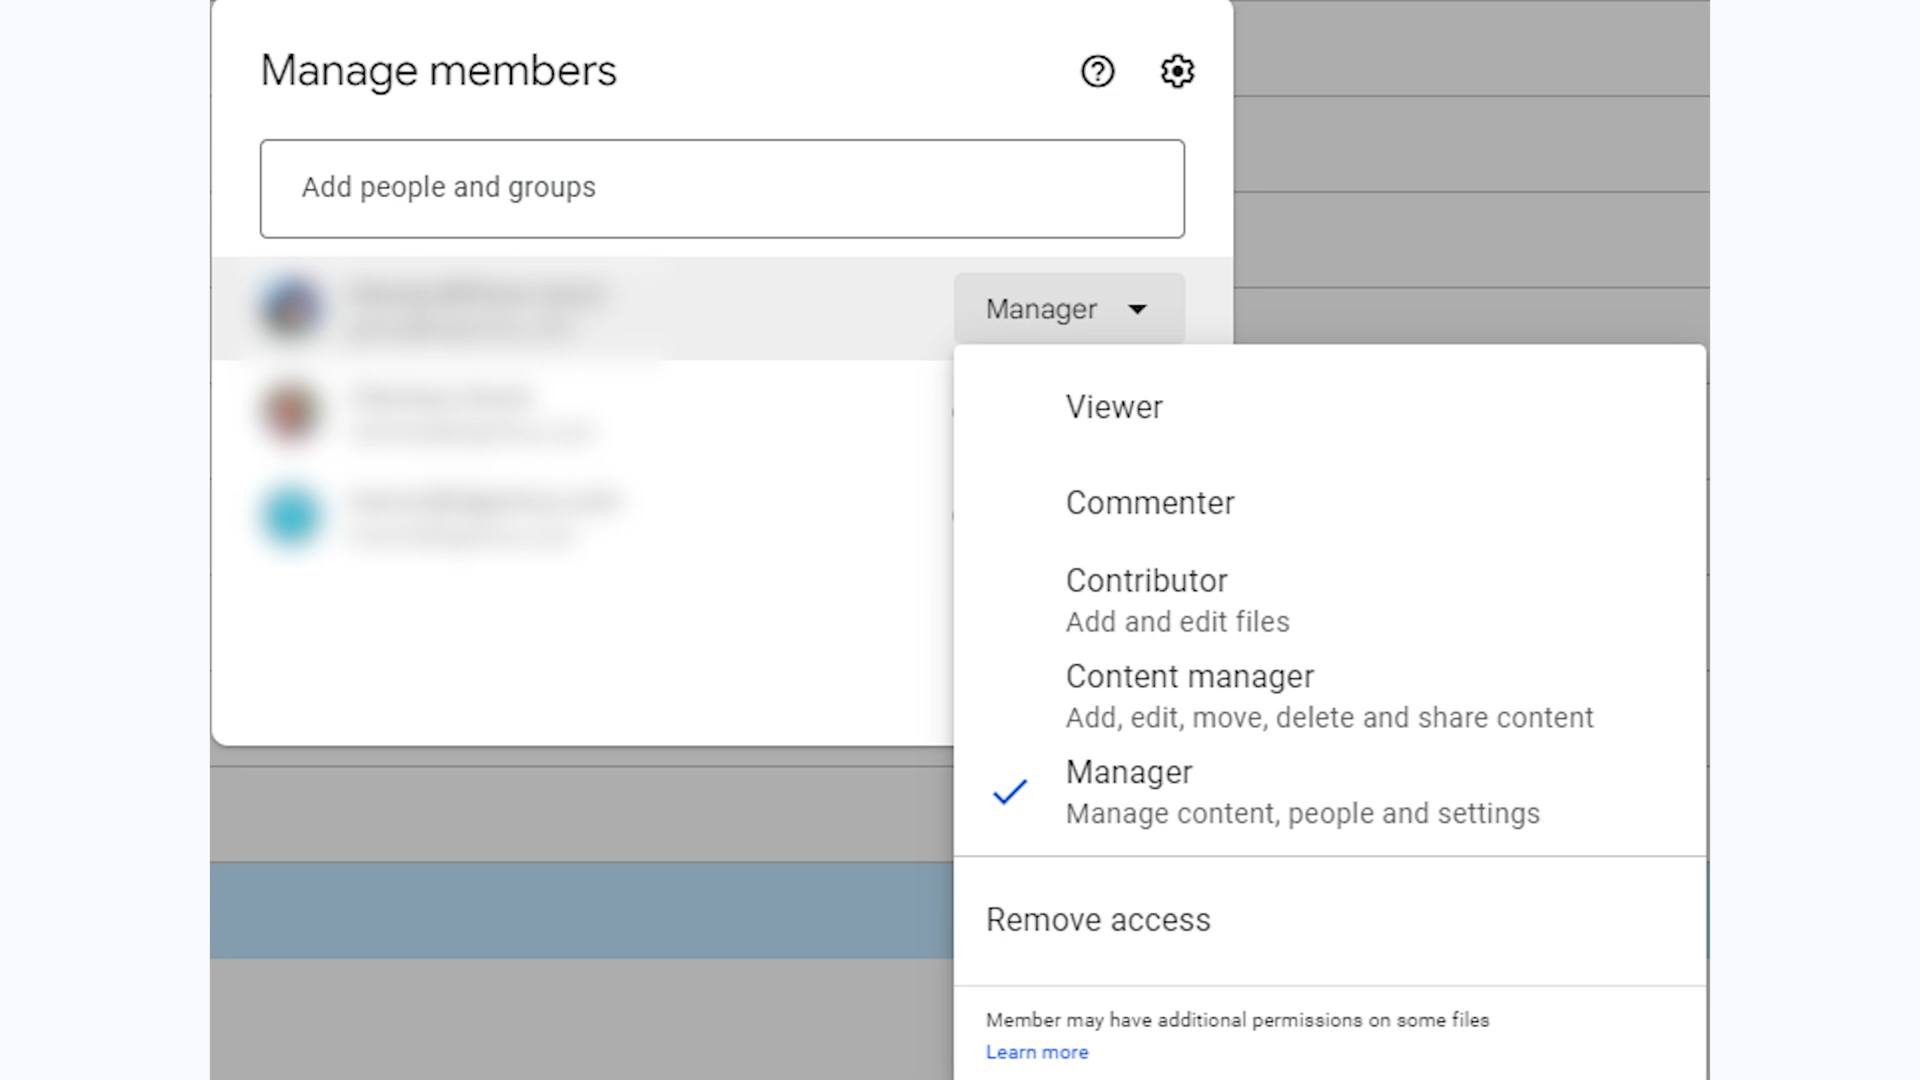 Manage members
Add people and groups
Manager
Viewer
Commenter
Contributor
Add and edit files
Content manager
Add, edit, move, delete and share content
Manager
Manage content, people and settings
Remove access
Member may have additional permissions on some files
Learn more